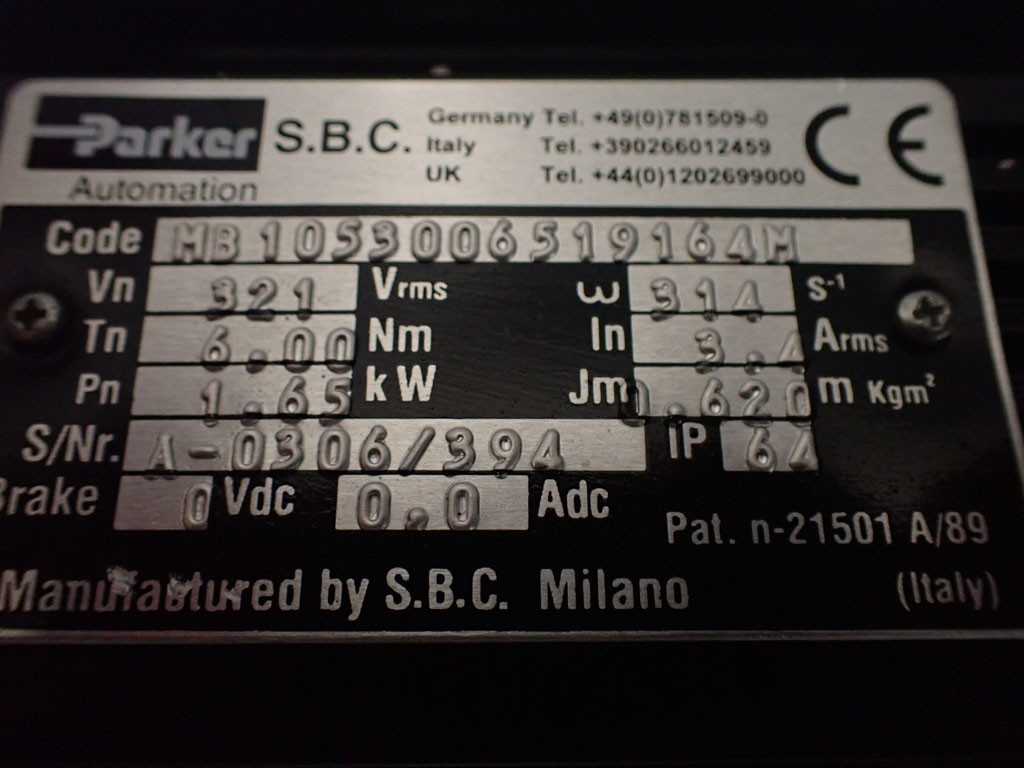 Parker S.B.C. Germany Tel. +49(0)781509-0
Italy Tel. +390266012459
UK Tel. +44(0)1202699000
Automation
CE
Code MB1053006519164M
Vn 321 Vrms ω 314 s-1
Tn 6.00 Nm In 3.4 Arms
Pn 1.65 kW Jm 0.620 m Kgm²
S/Nr. A-0306/394 IP 64
Brake 0 Vdc 0.0 Adc
Pat. n-21501 A/89
Manufactured by S.B.C. Milano (Italy)